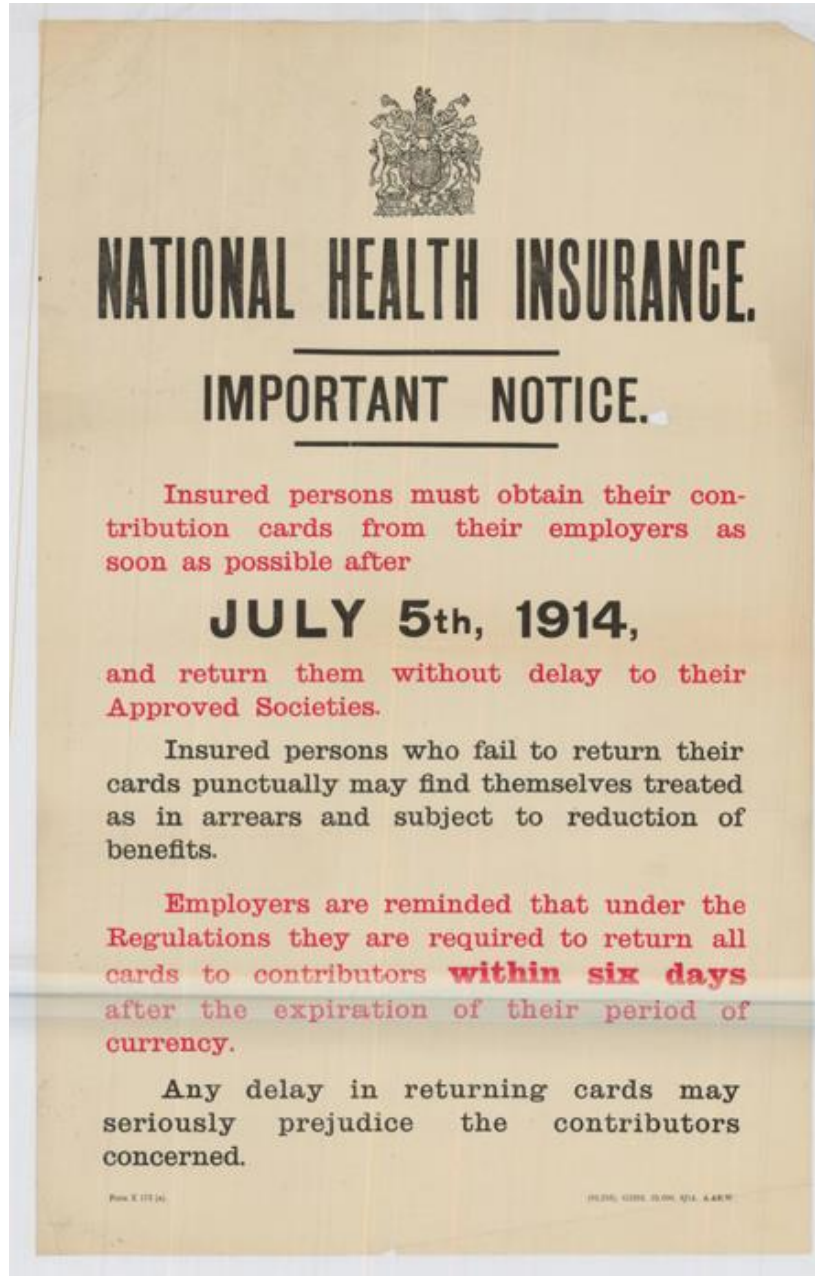 NATIONAL HEALTH INSURANCE.
IMPORTANT NOTICE.
Insured persons must obtain their con-
tribution cards from their employers as
soon as possible after
JULY 5th, 1914,
and return them without delay to their
Approved Societies.
Insured persons who fail to return their
cards punctually may find themselves treated
as in arrears and subject to reduction of
benefits.
Employers are reminded that under the
Regulations they are required to return all
cards to contributors within six days
after the expiration of their period of
currency.
Any delay in returning cards may
seriously prejudice the contributors
concerned.
Form